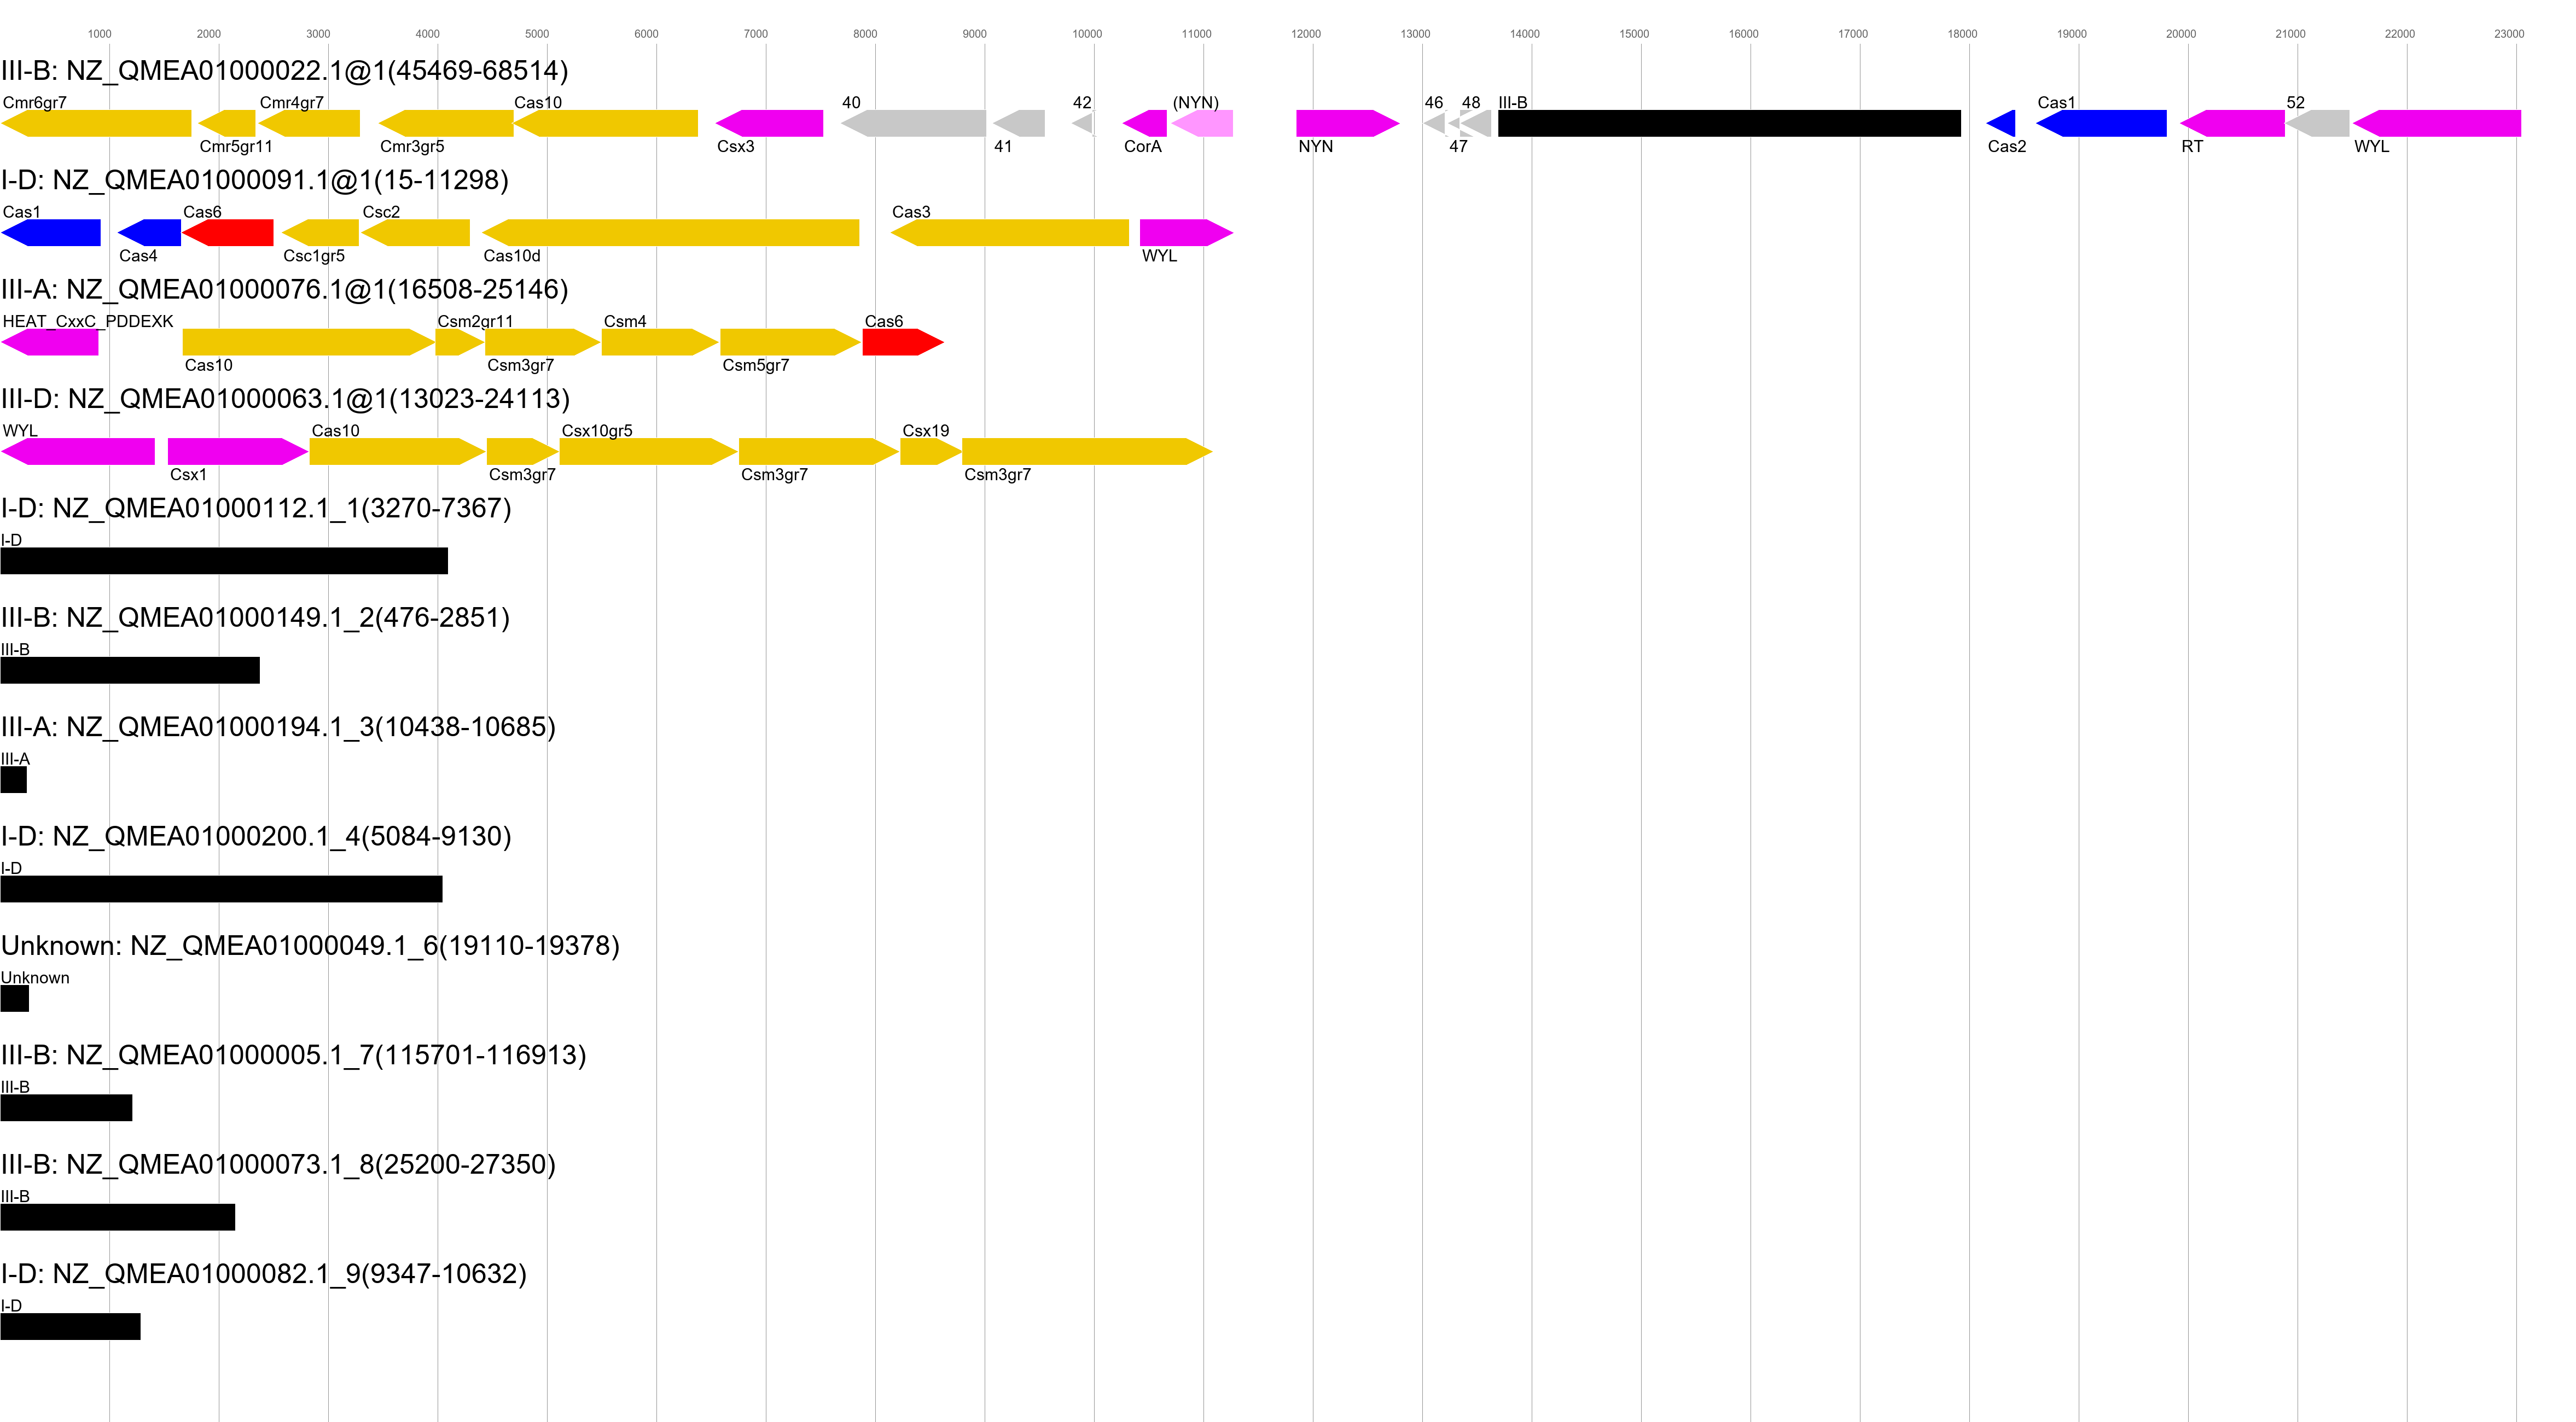 1000 2000 3000 4000 5000 6000 7000 8000 9000 10000 11000 12000 13000 14000 15000 16000 17000 18000 19000 20000 21000 22000 23000
III-B: NZ_QMEA01000022.1@1(45469-68514)
Cmr6gr7 Cmr4gr7 Cas10 40 42 (NYN) 46 48 III-B Cas1 52
Cmr5gr11 Cmr3gr5 Csx3 41 CorA NYN 47 Cas2 RT WYL
I-D: NZ_QMEA01000091.1@1(15-11298)
Cas1 Cas6 Csc2 Cas3
Cas4 Csc1gr5 Cas10d WYL
III-A: NZ_QMEA01000076.1@1(16508-25146)
HEAT_CxxC_PDDEXK Csm2gr11 Csm4 Cas6
Cas10 Csm3gr7 Csm5gr7
III-D: NZ_QMEA01000063.1@1(13023-24113)
WYL Cas10 Csx10gr5 Csx19
Csx1 Csm3gr7 Csm3gr7 Csm3gr7
I-D: NZ_QMEA01000112.1_1(3270-7367)
I-D
III-B: NZ_QMEA01000149.1_2(476-2851)
III-B
III-A: NZ_QMEA01000194.1_3(10438-10685)
III-A
I-D: NZ_QMEA01000200.1_4(5084-9130)
I-D
Unknown: NZ_QMEA01000049.1_6(19110-19378)
Unknown
III-B: NZ_QMEA01000005.1_7(115701-116913)
III-B
III-B: NZ_QMEA01000073.1_8(25200-27350)
III-B
I-D: NZ_QMEA01000082.1_9(9347-10632)
I-D